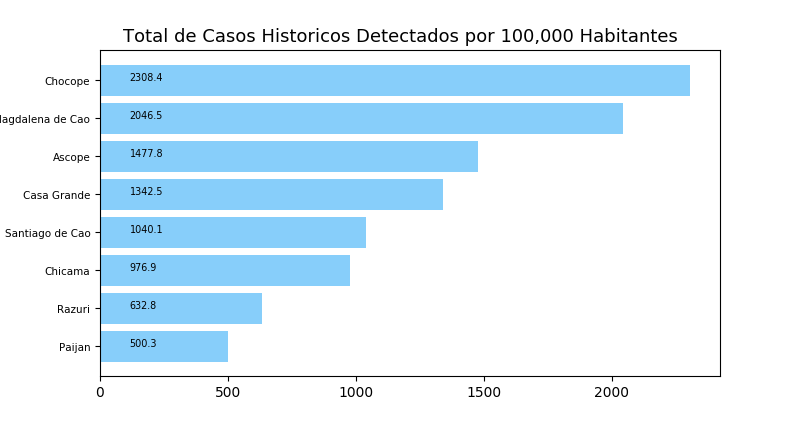 Total de Casos Historicos Detectados por 100,000 Habitantes
Chocope 2308.4
de Cao 2046.5
Ascope 1477.8
Casa Grande 1342.5
Santiago de Cao 1040.1
Chicama 976.9
Razuri 632.8
Paijan 500.3
0 500 1000 1500 2000